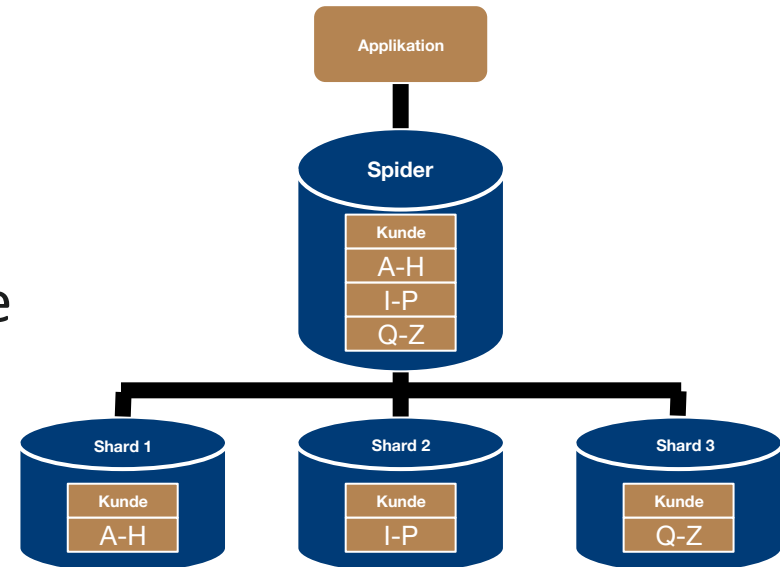 Applikation
Spider
Kunde
A-H
I-P
Q-Z
e
Shard 1
Shard 2
Shard 3
Kunde
Kunde
Kunde
A-H
I-P
Q-Z